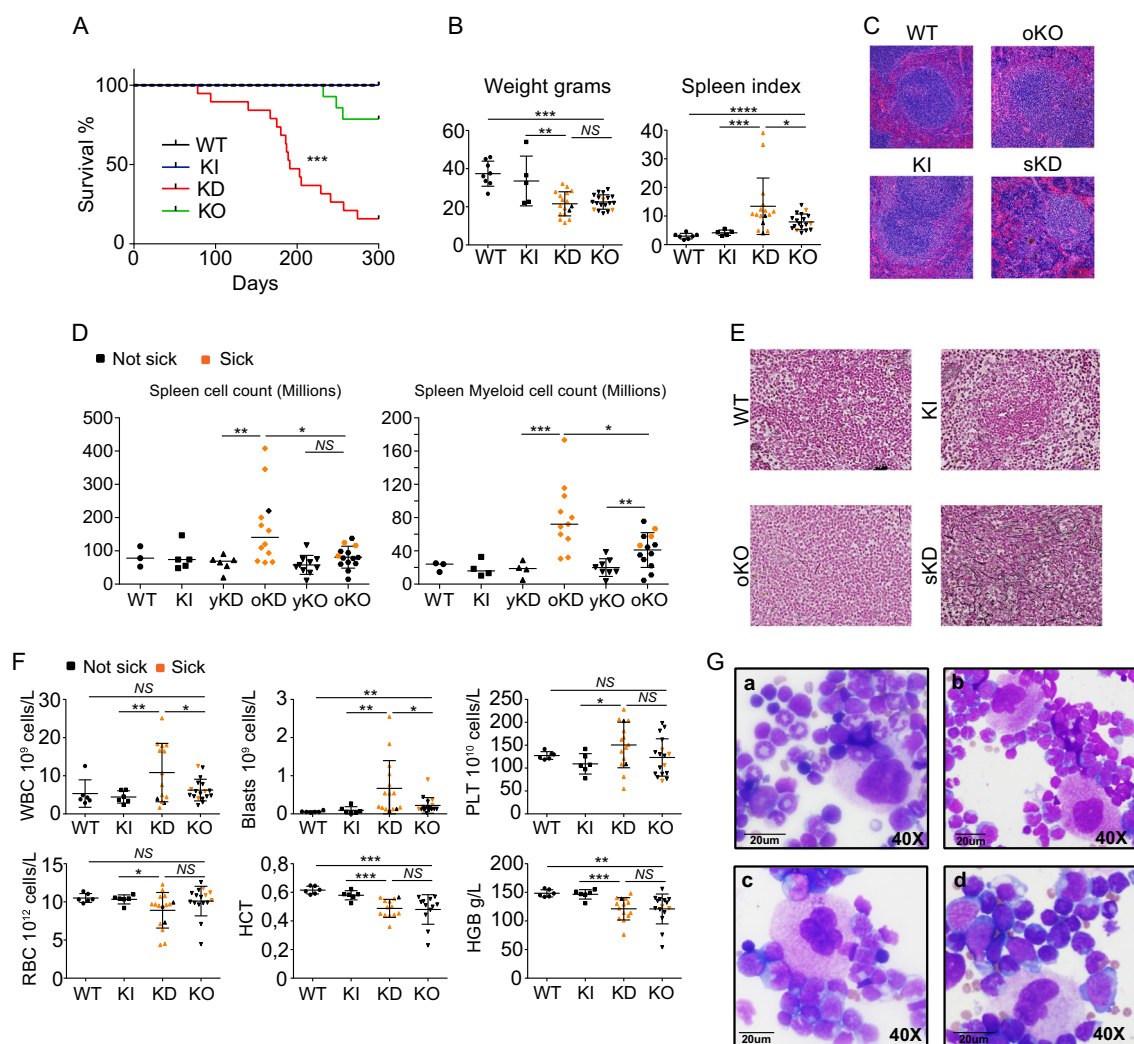 A
100
50
0
Survival %
0
100
200
300
Days
WT
KI
KD
KO
***
B
Weight grams
***
**
NS
60
40
20
0
WT
KI
KD
KO
Spleen index
****
***
*
40
30
20
10
0
WT
KI
KD
KO
C
WT
oKO
KI
sKD
D
Not sick
Sick
Spleen cell count (Millions)
**
*
NS
500
400
300
200
100
0
WT
KI
yKD
oKD
yKO
oKO
Spleen Myeloid cell count (Millions)
***
*
**
200
160
120
80
40
0
WT
KI
yKD
oKD
yKO
oKO
E
WT
KI
oKO
sKD
F
Not sick
Sick
WBC 10⁹ cells/L
NS
**
*
30
20
10
0
WT
KI
KD
KO
Blasts 10⁹ cells/L
**
**
*
3
2
1
0
WT
KI
KD
KO
PLT 10¹⁰ cells/L
NS
*
NS
250
200
150
100
50
0
WT
KI
KD
KO
RBC 10¹² cells/L
NS
*
NS
15
10
5
0
WT
KI
KD
KO
HCT
***
***
NS
0,8
0,6
0,4
0,2
0
WT
KI
KD
KO
HGB g/L
**
***
NS
200
150
100
50
0
WT
KI
KD
KO
G
a
20um
40X
b
20um
40X
c
20um
40X
d
20um
40X